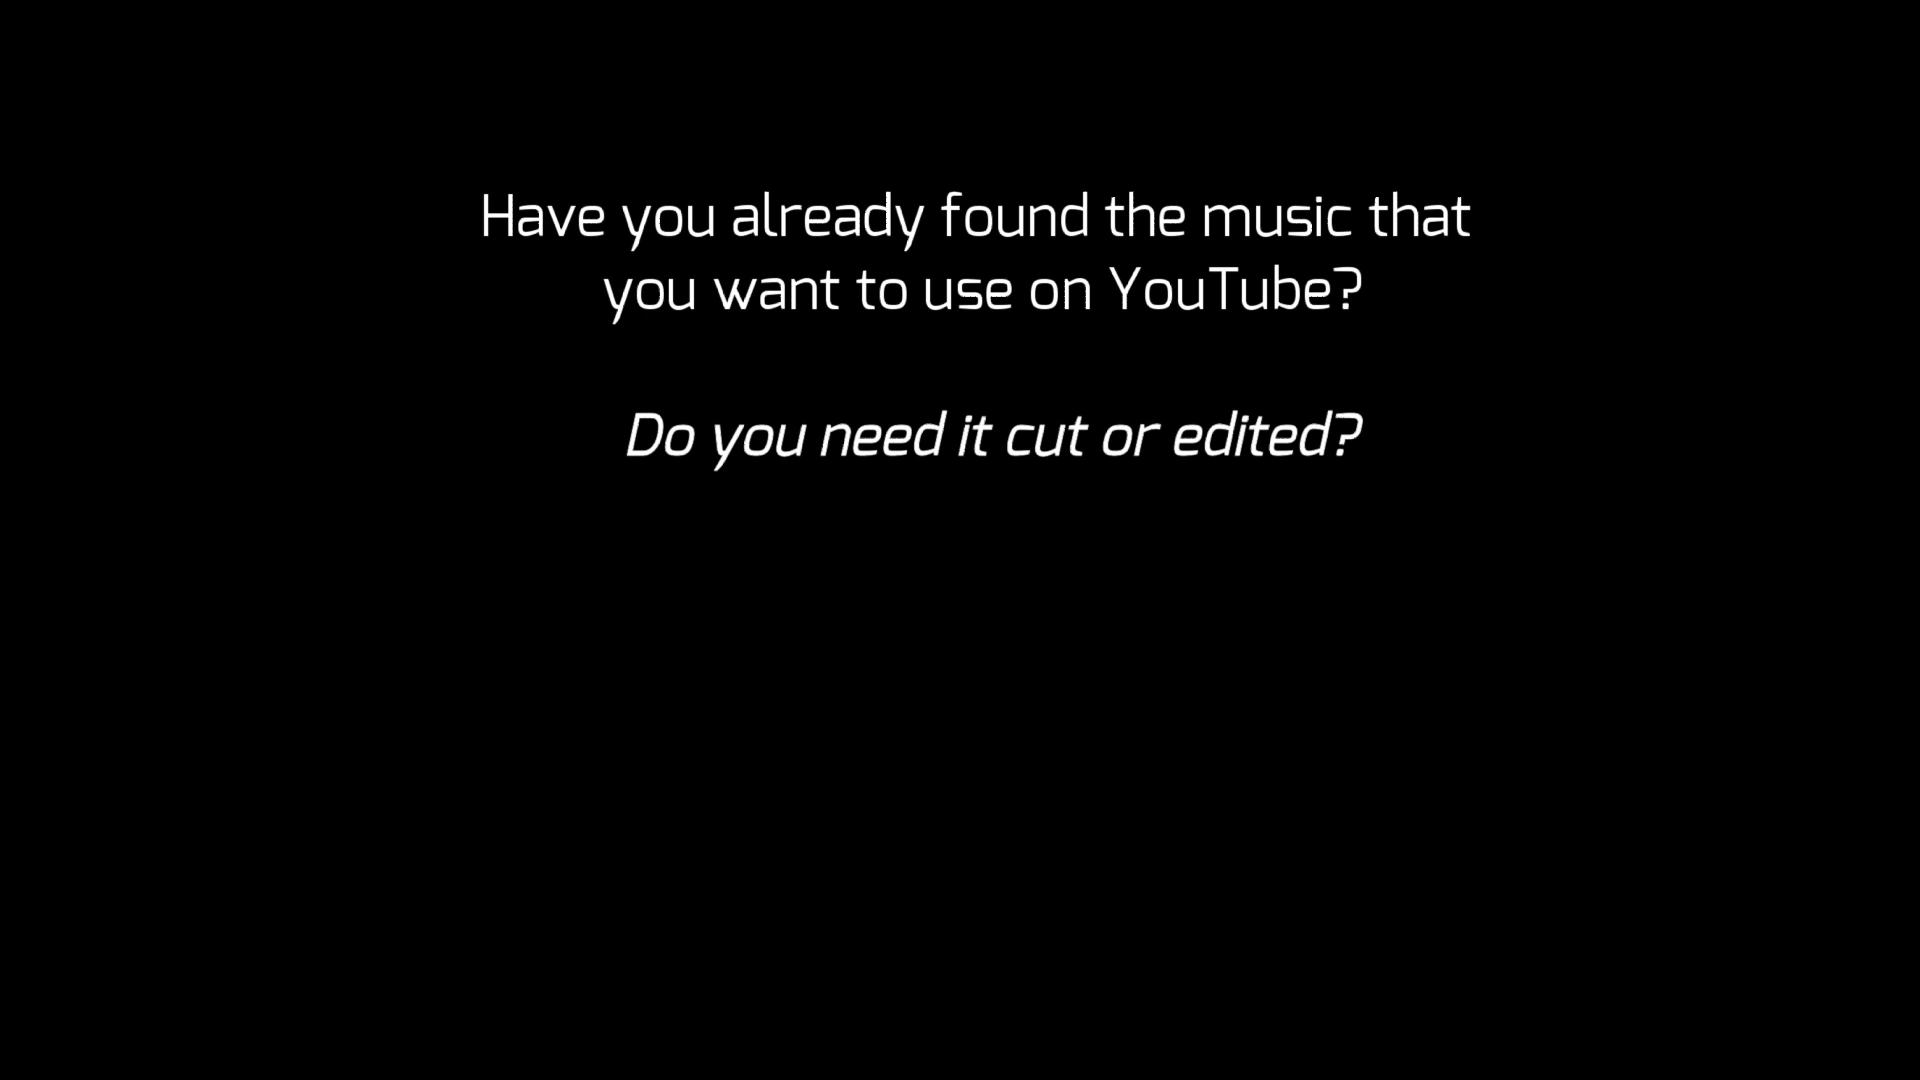 Have you already found the music that
you want to use on YouTube?
Do you need it cut or edited?